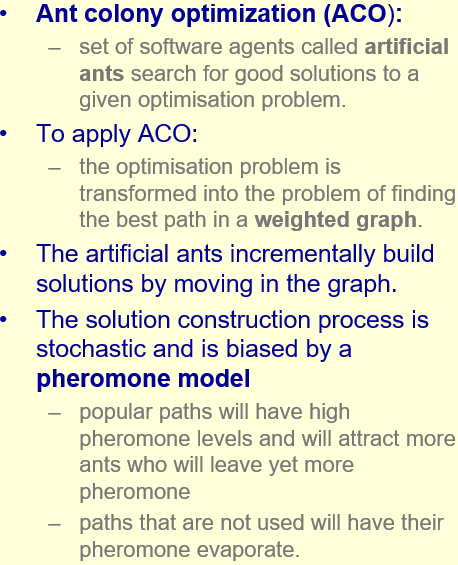 • Ant colony optimization (ACO):
– set of software agents called artificial
ants search for good solutions to a
given optimisation problem.
• To apply ACO:
– the optimisation problem is
transformed into the problem of finding
the best path in a weighted graph.
• The artificial ants incrementally build
solutions by moving in the graph.
• The solution construction process is
stochastic and is biased by a
pheromone model
– popular paths will have high
pheromone levels and will attract more
ants who will leave yet more
pheromone
– paths that are not used will have their
pheromone evaporate.